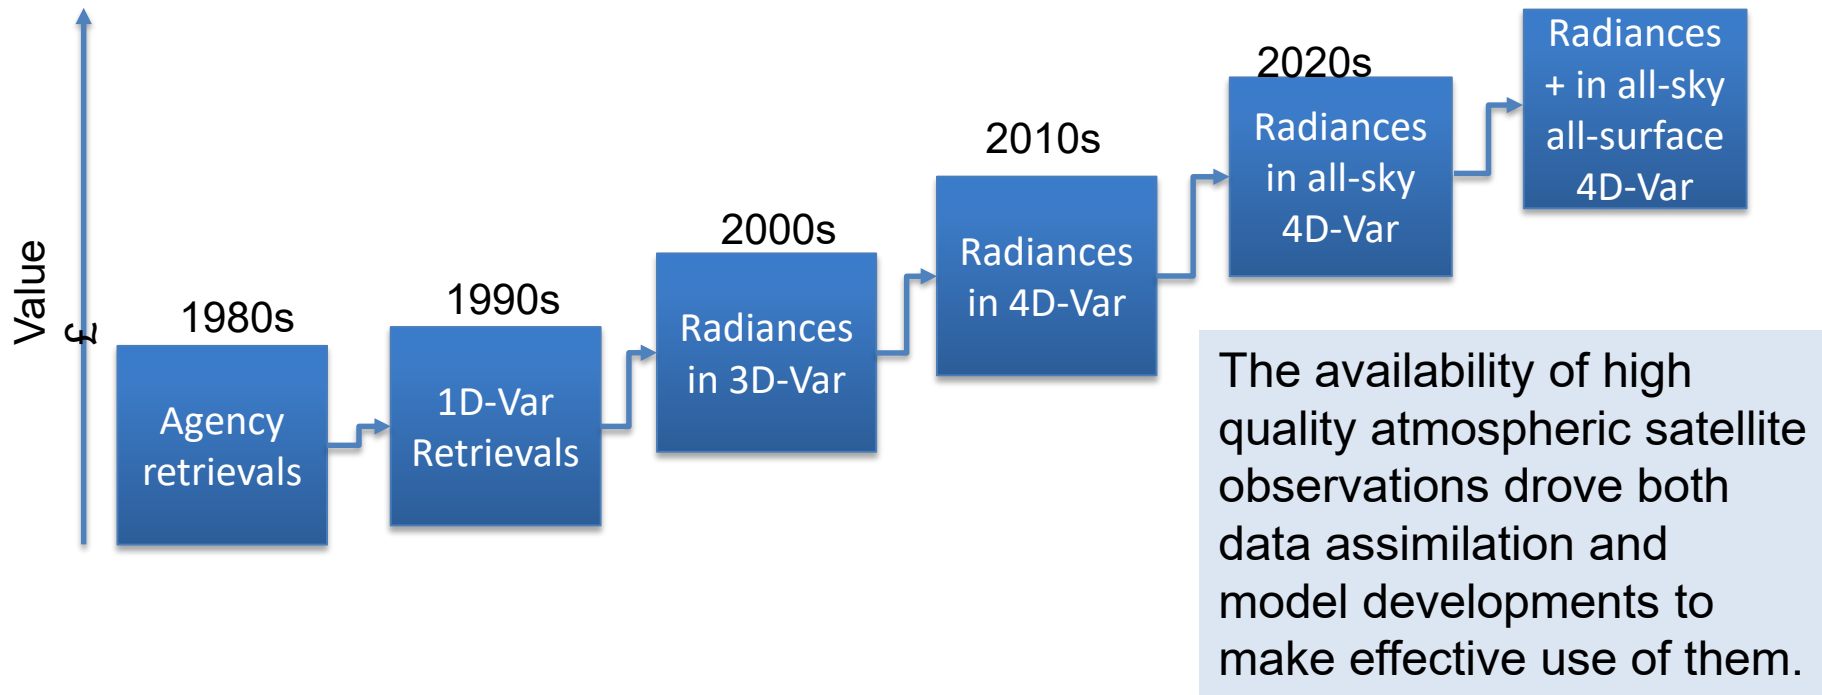 Value
£
1980s
Agency
retrievals
1990s
1D-Var
Retrievals
2000s
Radiances
in 3D-Var
2010s
Radiances
in 4D-Var
2020s
Radiances
in all-sky
4D-Var
Radiances
+ in all-sky
all-surface
4D-Var
The availability of high
quality atmospheric satellite
observations drove both
data assimilation and
model developments to
make effective use of them.